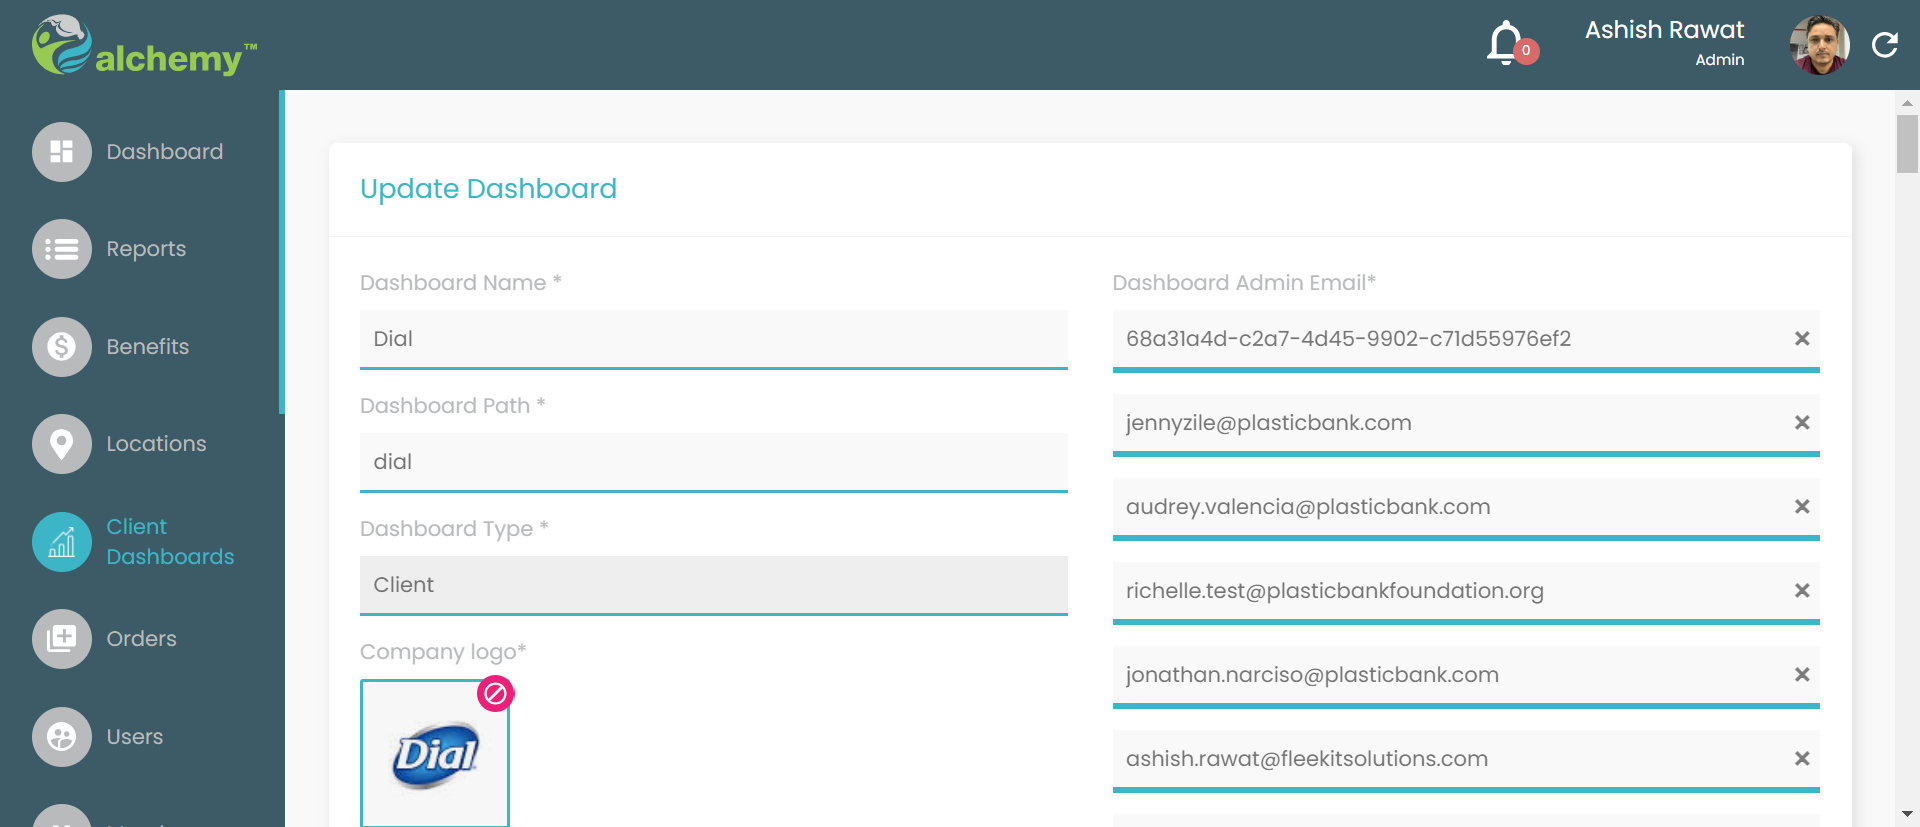 alchemy™
0
Ashish Rawat
Admin
Dashboard
Reports
Benefits
Locations
Client
Dashboards
Orders
Users
Update Dashboard
Dashboard Name *
Dial
Dashboard Path *
dial
Dashboard Type *
Client
Company logo*
Dial
Dashboard Admin Email*
68a31a4d-c2a7-4d45-9902-c71d55976ef2
jennyzile@plasticbank.com
audrey.valencia@plasticbank.com
richelle.test@plasticbankfoundation.org
jonathan.narciso@plasticbank.com
ashish.rawat@fleekitsolutions.com